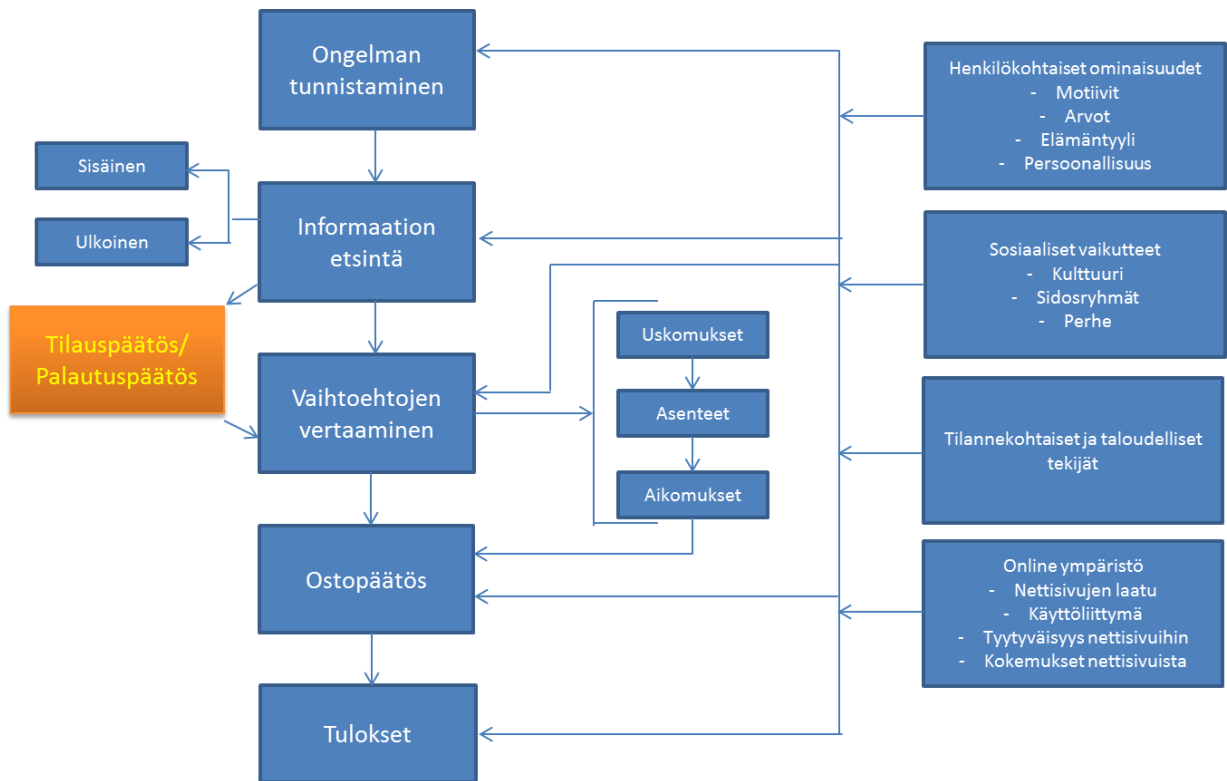 Ongelman
tunnistaminen
Sisäinen
Ulkoinen
Informaation
etsintä
Tilauspäätös/
Palautuspäätös
Vaihtoehtojen
vertaaminen
Uskomukset
Asenteet
Aikomukset
Ostopäätös
Tulokset
Henkilökohtaiset ominaisuudet
- Motiivit
- Arvot
- Elämäntyyli
- Persoonallisuus
Sosiaaliset vaikutteet
- Kulttuuri
- Sidosryhmät
- Perhe
Tilannekohtaiset ja taloudelliset
tekijät
Online ympäristö
- Nettisivujen laatu
- Käyttöliittymä
- Tyytyväisyys nettisivuihin
- Kokemukset nettisivuista